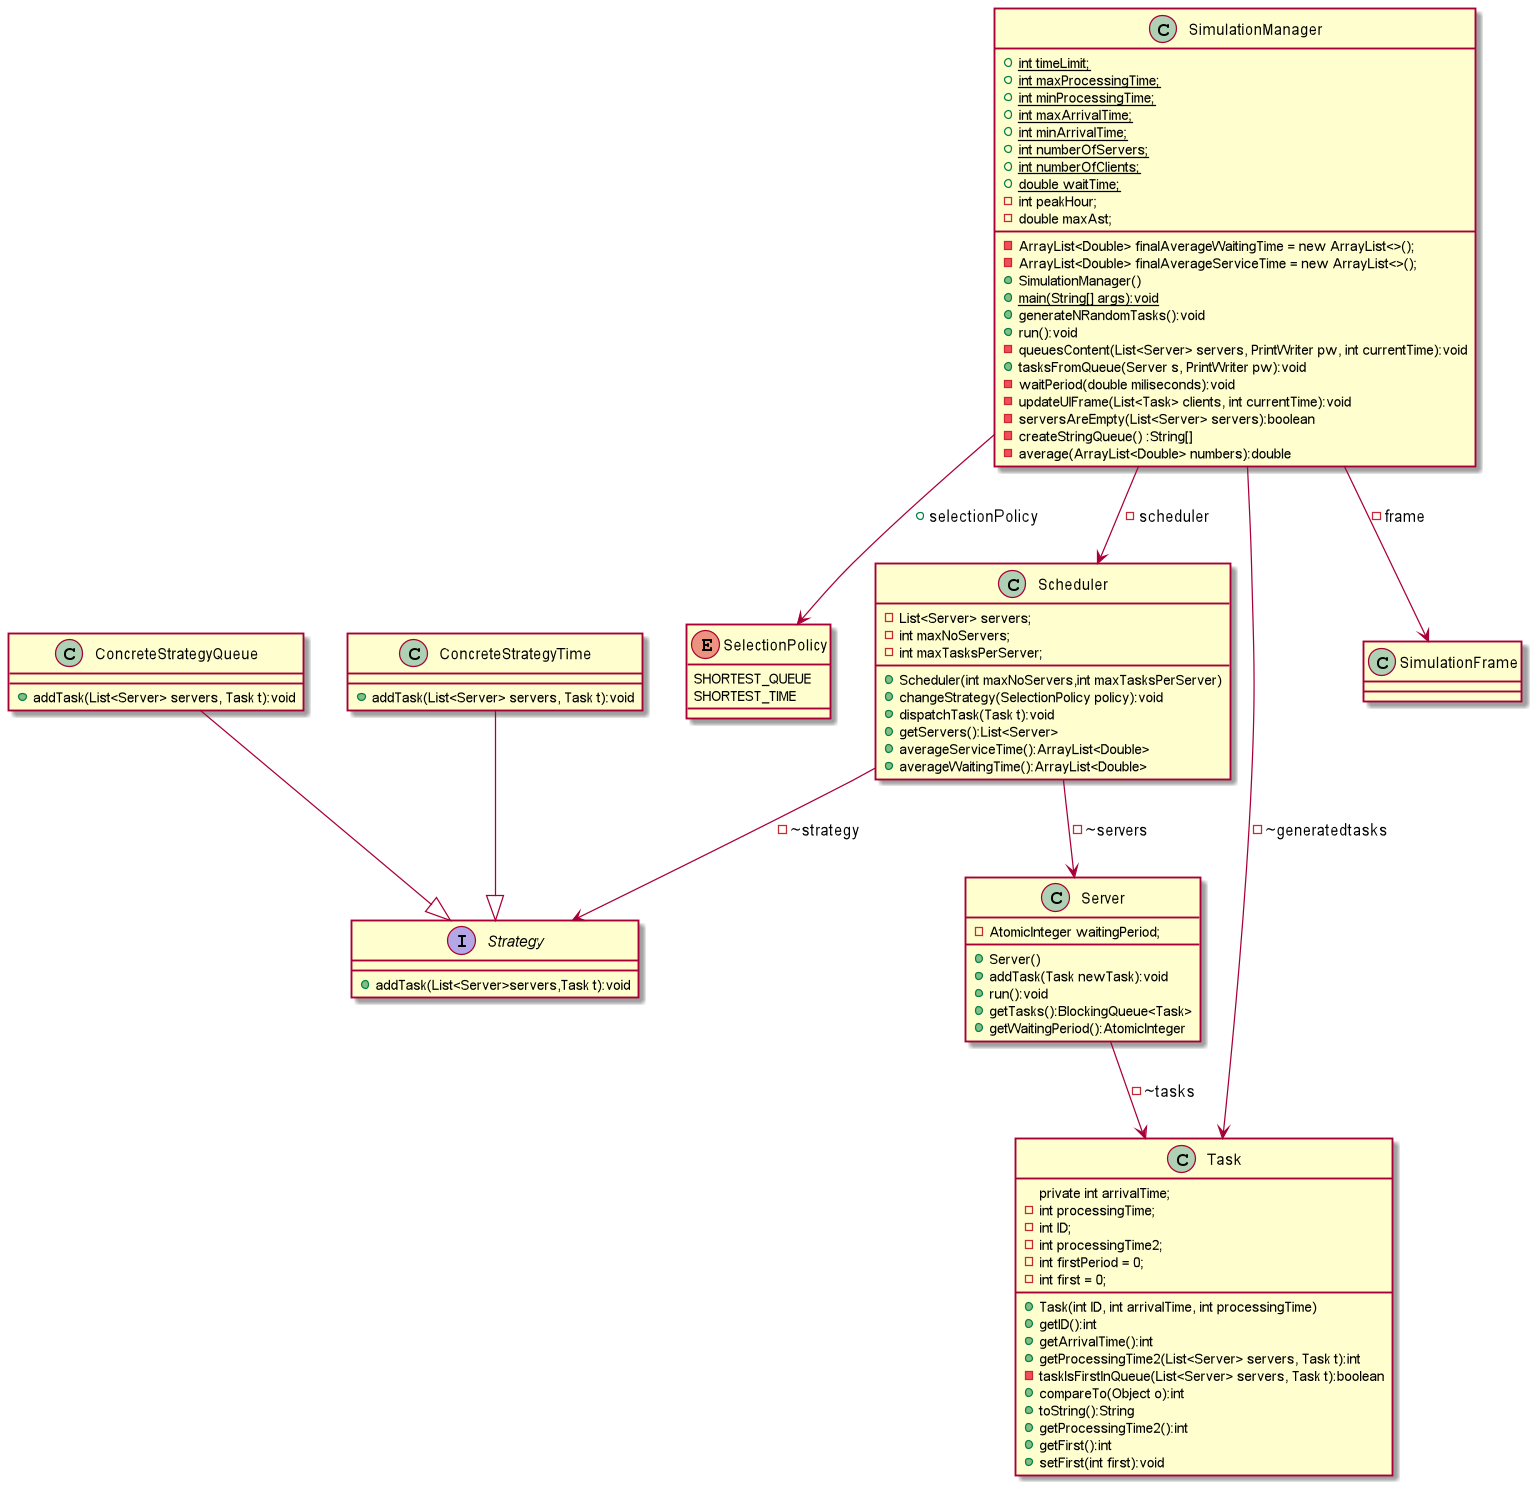 C SimulationManager
int timeLimit;
int maxProcessingTime;
int minProcessingTime;
int maxArrivalTime;
int minArrivalTime;
int numberOfServers;
int numberOfClients;
double waitTime;
int peakHour;
double maxAst;
ArrayList<Double> finalAverageWaitingTime = new ArrayList<>();
ArrayList<Double> finalAverageServiceTime = new ArrayList<>();
SimulationManager()
main(String[] args):void
generateNRandomTasks():void
run():void
queuesContent(List<Server> servers, PrintWriter pw, int currentTime):void
tasksFromQueue(Server s, PrintWriter pw):void
waitPeriod(double miliseconds):void
updateUIFrame(List<Task> clients, int currentTime):void
serversAreEmpty(List<Server> servers):boolean
createStringQueue() :String[]
average(ArrayList<Double> numbers):double
selectionPolicy
scheduler
frame
C ConcreteStrategyQueue
addTask(List<Server> servers, Task t):void
C ConcreteStrategyTime
addTask(List<Server> servers, Task t):void
E SelectionPolicy
SHORTEST_QUEUE
SHORTEST_TIME
C Scheduler
List<Server> servers;
int maxNoServers;
int maxTasksPerServer;
Scheduler(int maxNoServers,int maxTasksPerServer)
changeStrategy(SelectionPolicy policy):void
dispatchTask(Task t):void
getServers():List<Server>
averageServiceTime():ArrayList<Double>
averageWaitingTime():ArrayList<Double>
C SimulationFrame
~strategy
~servers
~generatedtasks
I Strategy
addTask(List<Server>servers,Task t):void
C Server
AtomicInteger waitingPeriod;
Server()
addTask(Task newTask):void
run():void
getTasks():BlockingQueue<Task>
getWaitingPeriod():AtomicInteger
~tasks
C Task
private int arrivalTime;
int processingTime;
int ID;
int processingTime2;
int firstPeriod = 0;
int first = 0;
Task(int ID, int arrivalTime, int processingTime)
getID():int
getArrivalTime():int
getProcessingTime2(List<Server> servers, Task t):int
taskIsFirstInQueue(List<Server> servers, Task t):boolean
compareTo(Object o):int
toString():String
getProcessingTime2():int
getFirst():int
setFirst(int first):void